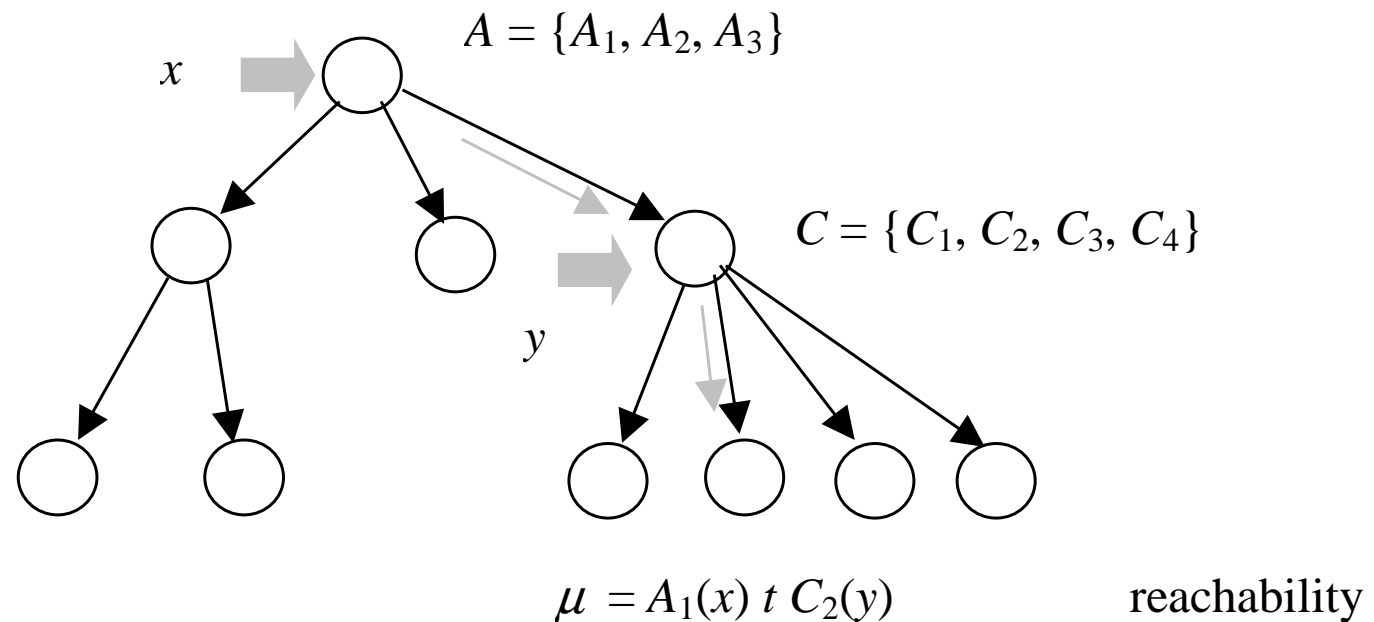 A = {A₁, A₂, A₃}
x
C = {C₁, C₂, C₃, C₄}
y
μ = A₁(x) t C₂(y) reachability